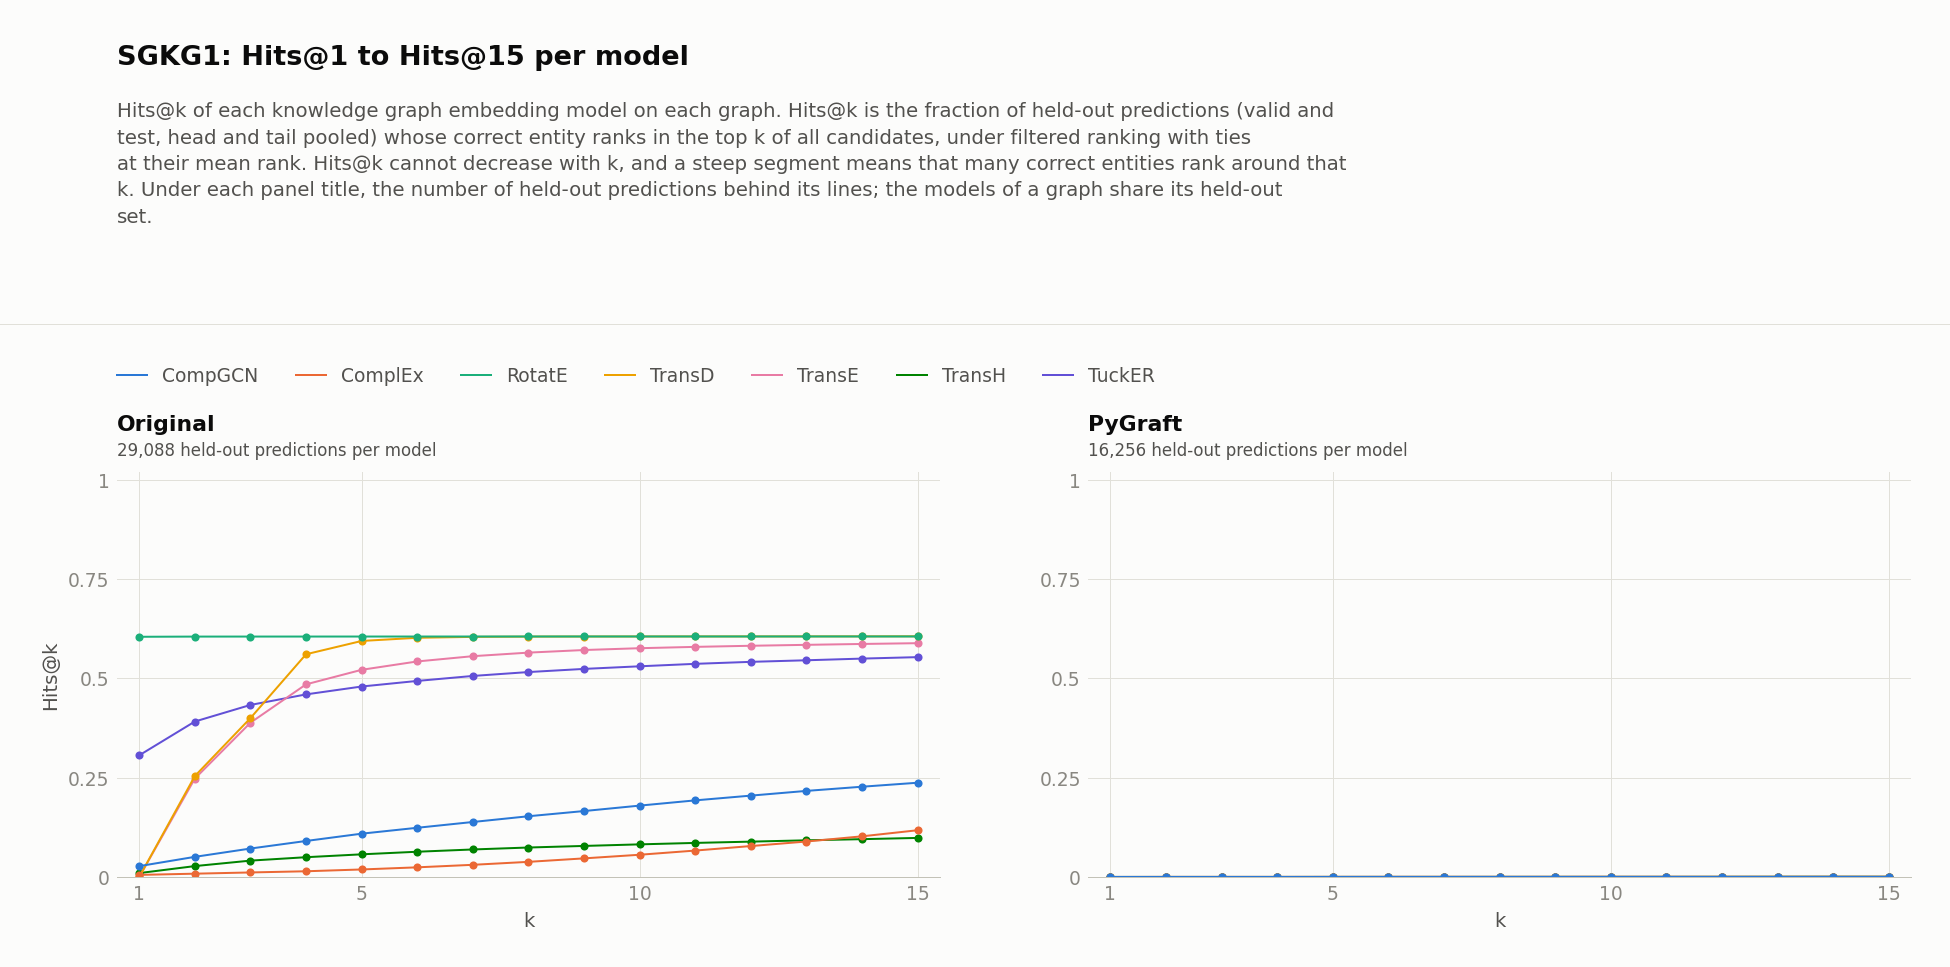 SGKG1: Hits@1 to Hits@15 per model
Hits@k of each knowledge graph embedding model on each graph. Hits@k is the fraction of held-out predictions (valid and
test, head and tail pooled) whose correct entity ranks in the top k of all candidates, under filtered ranking with ties
at their mean rank. Hits@k cannot decrease with k, and a steep segment means that many correct entities rank around that
k. Under each panel title, the number of held-out predictions behind its lines; the models of a graph share its held-out
set.
CompGCN ComplEx RotatE TransD TransE TransH TuckER
Original
29,088 held-out predictions per model
1
0.75
0.5
0.25
0
Hits@k
1 5 10 15
k
PyGraft
16,256 held-out predictions per model
1
0.75
0.5
0.25
0
1 5 10 15
k